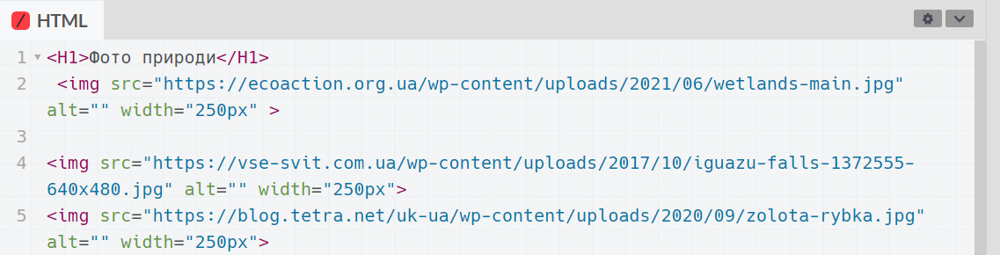 / HTML
1 <H1>Фото природи</H1>
2 <img src="https://ecoaction.org.ua/wp-content/uploads/2021/06/wetlands-main.jpg"
alt="" width="250px" >
3
4 <img src="https://vse-svit.com.ua/wp-content/uploads/2017/10/iguazu-falls-1372555-
640x480.jpg" alt="" width="250px">
5 <img src="https://blog.tetra.net/uk-ua/wp-content/uploads/2020/09/zolota-rybka.jpg"
alt="" width="250px">